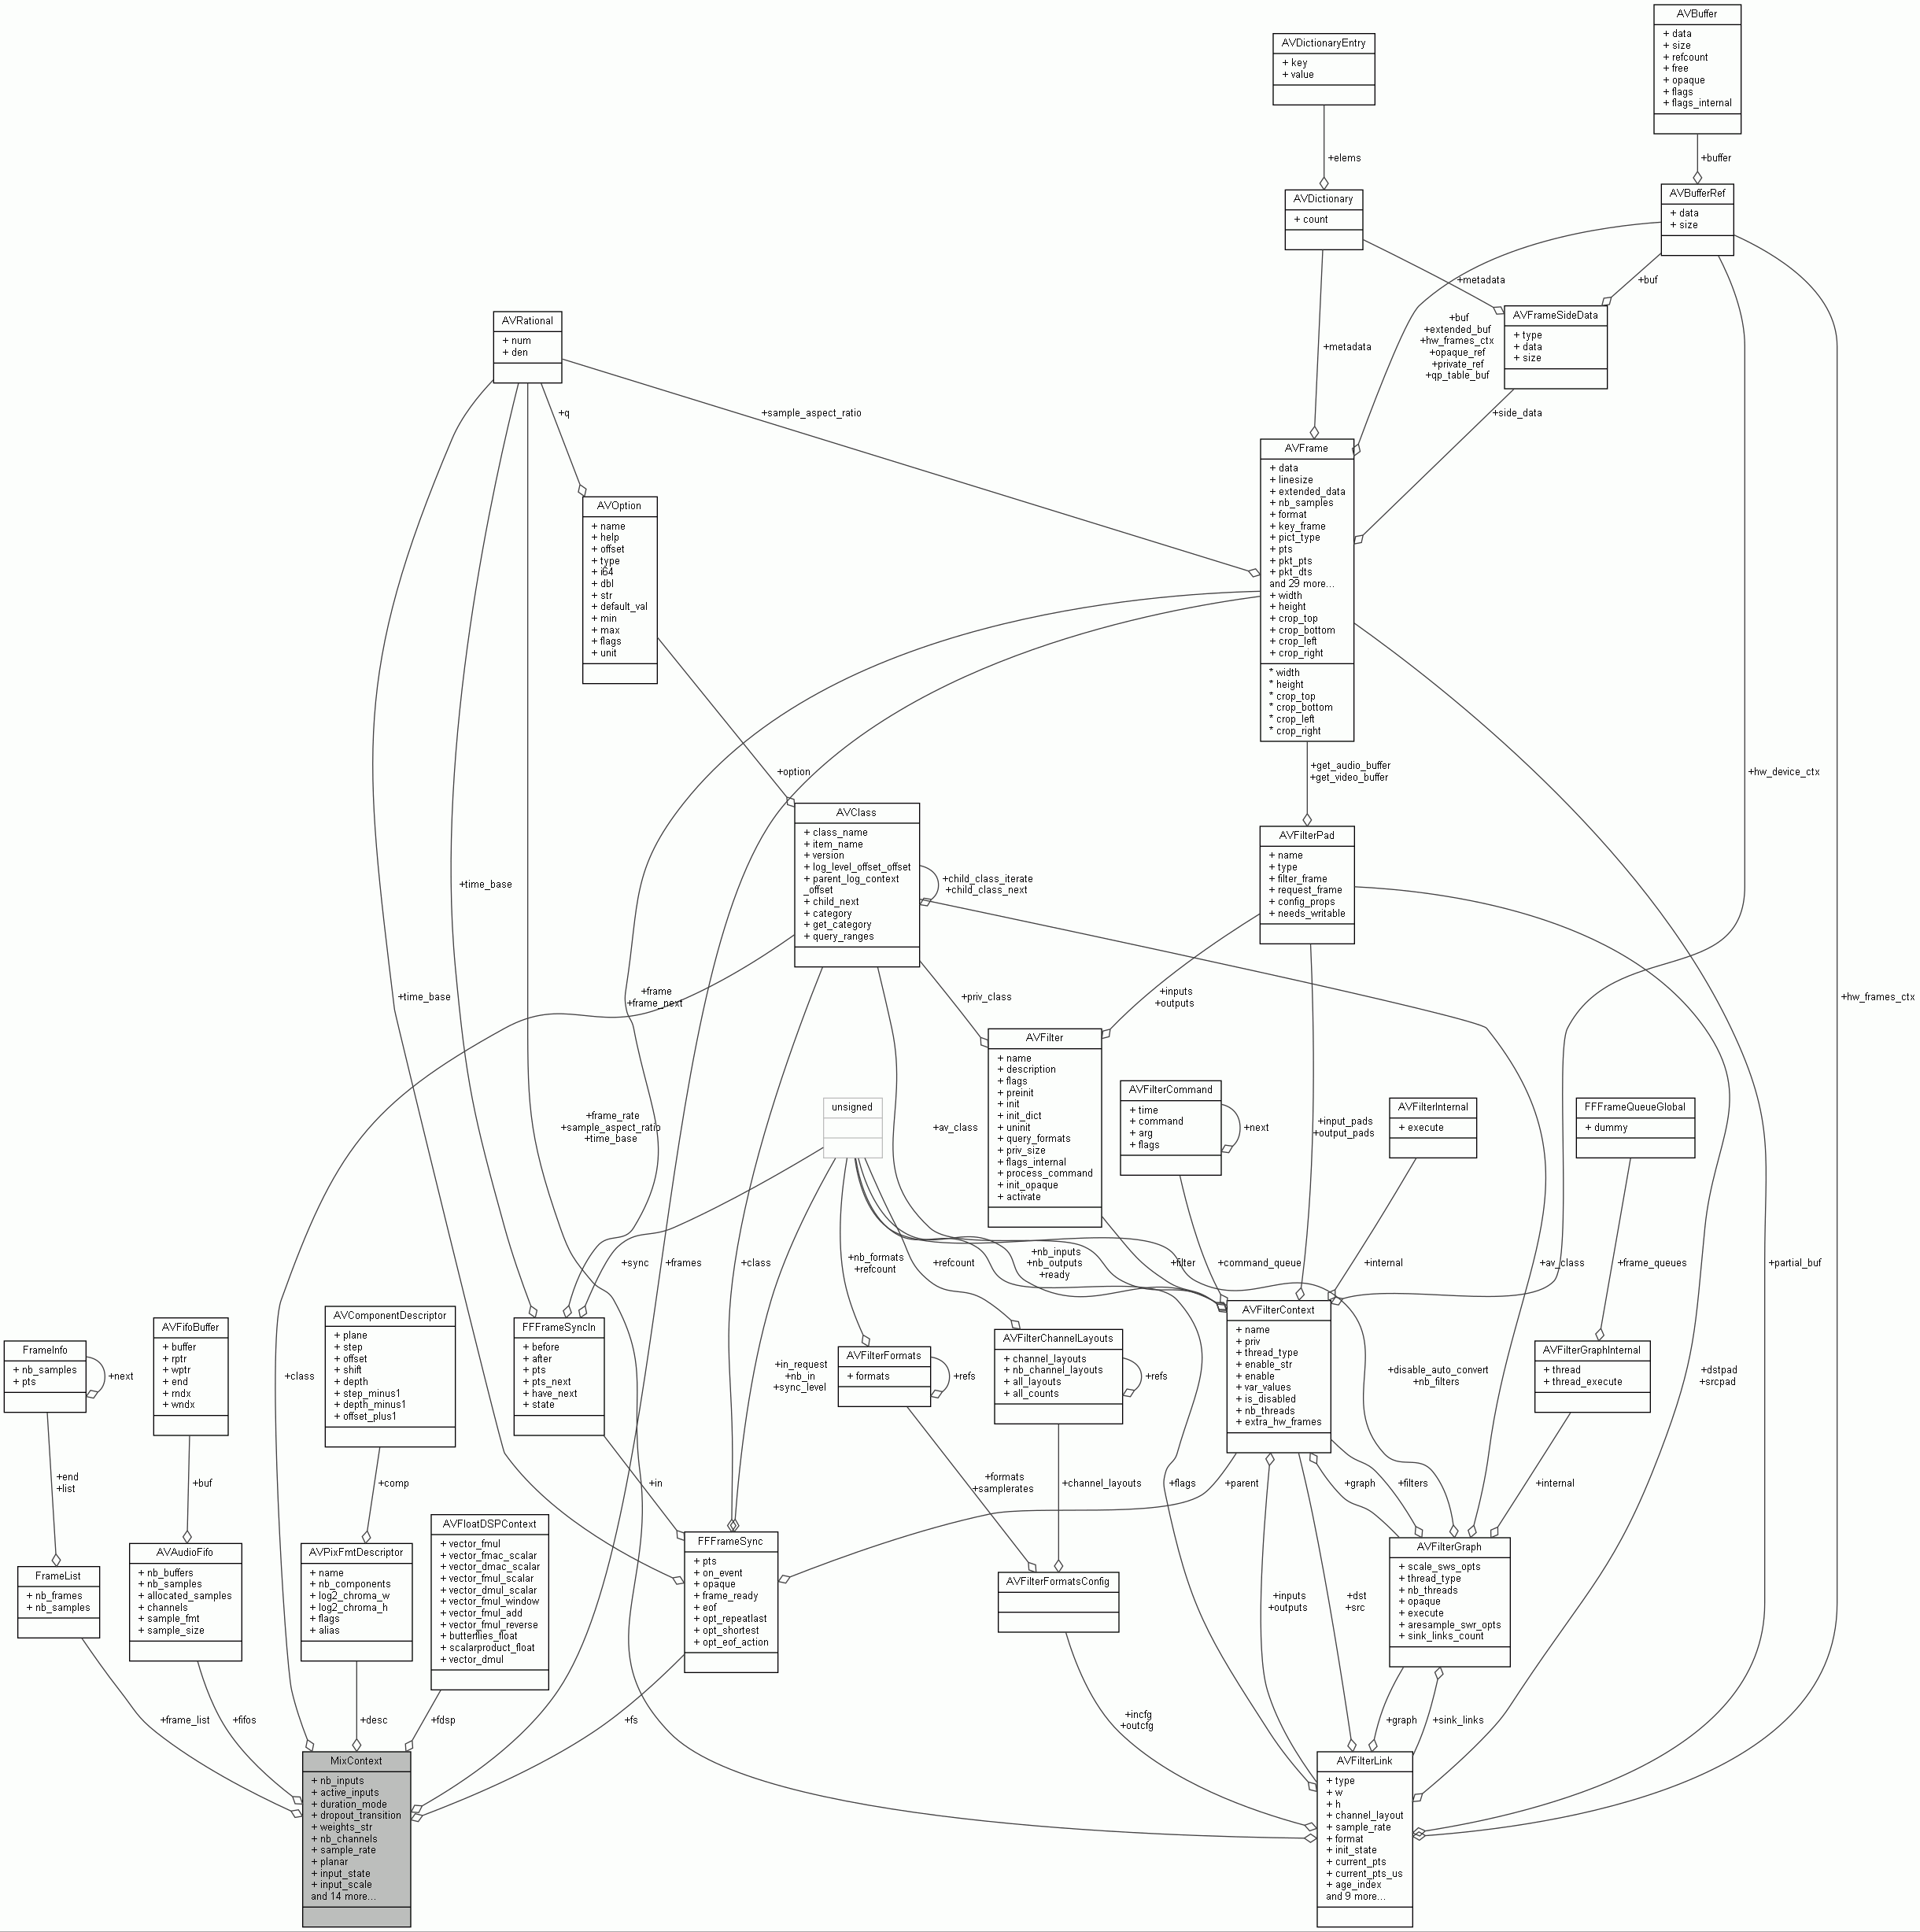 AVBuffer
+ data
+ size
+ refcount
+ free
+ opaque
+ flags
+ flags_internal
AVDictionaryEntry
+ key
+ value
+elems
+buffer
AVDictionary
+ count
AVBufferRef
+ data
+ size
+metadata
+buf
AVFrameSideData
+ type
+ data
+ size
+buf
+extended_buf
+hw_frames_ctx
+opaque_ref
+private_ref
+qp_table_buf
+metadata
AVRational
+ num
+ den
+q
+sample_aspect_ratio
+side_data
AVFrame
+ data
+ linesize
+ extended_data
+ nb_samples
+ format
+ key_frame
+ pict_type
+ pts
+ pkt_pts
+ pkt_dts
and 29 more...
+ width
+ height
+ crop_top
+ crop_bottom
+ crop_left
+ crop_right
* width
* height
* crop_top
* crop_bottom
* crop_left
* crop_right
AVOption
+ name
+ help
+ offset
+ type
+ i64
+ dbl
+ str
+ default_val
+ min
+ max
+ flags
+ unit
+option
+get_audio_buffer
+get_video_buffer
+hw_device_ctx
AVClass
+ class_name
+ item_name
+ version
+ log_level_offset_offset
+ parent_log_context
_offset
+ child_next
+ category
+ get_category
+ query_ranges
+child_class_iterate
+child_class_next
AVFilterPad
+ name
+ type
+ filter_frame
+ request_frame
+ config_props
+ needs_writable
+time_base
+time_base
+frame
+frame_next
+priv_class
+inputs
+outputs
+hw_frames_ctx
AVFilter
+ name
+ description
+ flags
+ preinit
+ init
+ init_dict
+ uninit
+ query_formats
+ priv_size
+ flags_internal
+ process_command
+ init_opaque
+ activate
AVFilterCommand
+ time
+ command
+ arg
+ flags
+next
+input_pads
+output_pads
AVFilterInternal
+ execute
FFFrameQueueGlobal
+ dummy
unsigned
+frame_rate
+sample_aspect_ratio
+time_base
+av_class
+sync
+frames
+class
+nb_formats
+refcount
+refcount
+nb_inputs
+nb_outputs
+ready
+filter
+command_queue
+internal
+av_class
+frame_queues
+partial_buf
FrameInfo
+ nb_samples
+ pts
+next
AVFifoBuffer
+ buffer
+ rptr
+ wptr
+ end
+ rndx
+ wndx
+class
AVComponentDescriptor
+ plane
+ step
+ offset
+ shift
+ depth
+ step_minus1
+ depth_minus1
+ offset_plus1
FFFrameSyncIn
+ before
+ after
+ pts
+ pts_next
+ have_next
+ state
+in_request
+nb_in
+sync_level
AVFilterFormats
+ formats
+refs
AVFilterChannelLayouts
+ channel_layouts
+ nb_channel_layouts
+ all_layouts
+ all_counts
+refs
AVFilterContext
+ name
+ priv
+ thread_type
+ enable_str
+ enable
+ var_values
+ is_disabled
+ nb_threads
+ extra_hw_frames
+disable_auto_convert
+nb_filters
AVFilterGraphInternal
+ thread
+ thread_execute
+dstpad
+srcpad
+end
+list
+buf
+comp
+in
+formats
+samplerates
+channel_layouts
+flags
+parent
+graph
+filters
+internal
FrameList
+ nb_frames
+ nb_samples
AVAudioFifo
+ nb_buffers
+ nb_samples
+ allocated_samples
+ channels
+ sample_fmt
+ sample_size
AVPixFmtDescriptor
+ name
+ nb_components
+ log2_chroma_w
+ log2_chroma_h
+ flags
+ alias
AVFloatDSPContext
+ vector_fmul
+ vector_fmac_scalar
+ vector_dmac_scalar
+ vector_fmul_scalar
+ vector_dmul_scalar
+ vector_fmul_window
+ vector_fmul_add
+ vector_fmul_reverse
+ butterflies_float
+ scalarproduct_float
+ vector_dmul
FFFrameSync
+ pts
+ on_event
+ opaque
+ frame_ready
+ eof
+ opt_repeatlast
+ opt_shortest
+ opt_eof_action
AVFilterFormatsConfig
+inputs
+outputs
+dst
+src
AVFilterGraph
+ scale_sws_opts
+ thread_type
+ nb_threads
+ opaque
+ execute
+ aresample_swr_opts
+ sink_links_count
+frame_list
+fifos
+desc
+fdsp
+fs
+incfg
+outcfg
+graph
+sink_links
MixContext
+ nb_inputs
+ active_inputs
+ duration_mode
+ dropout_transition
+ weights_str
+ nb_channels
+ sample_rate
+ planar
+ input_state
+ input_scale
and 14 more...
AVFilterLink
+ type
+ w
+ h
+ channel_layout
+ sample_rate
+ format
+ init_state
+ current_pts
+ current_pts_us
+ age_index
and 9 more...